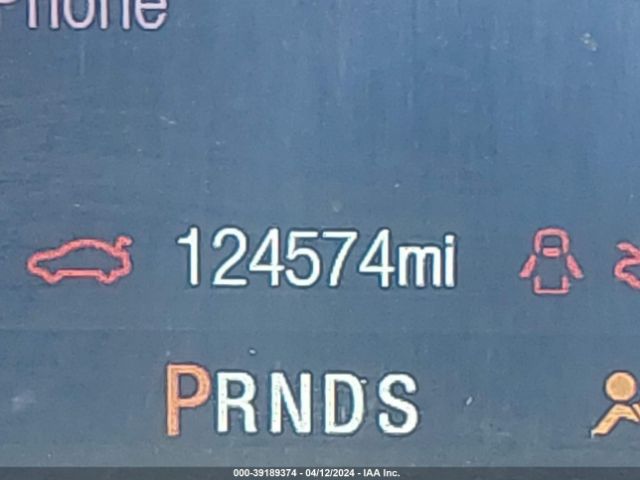 Phone
124574mi
PRNDS
000-39189374 - 04/12/2024 - IAA Inc.